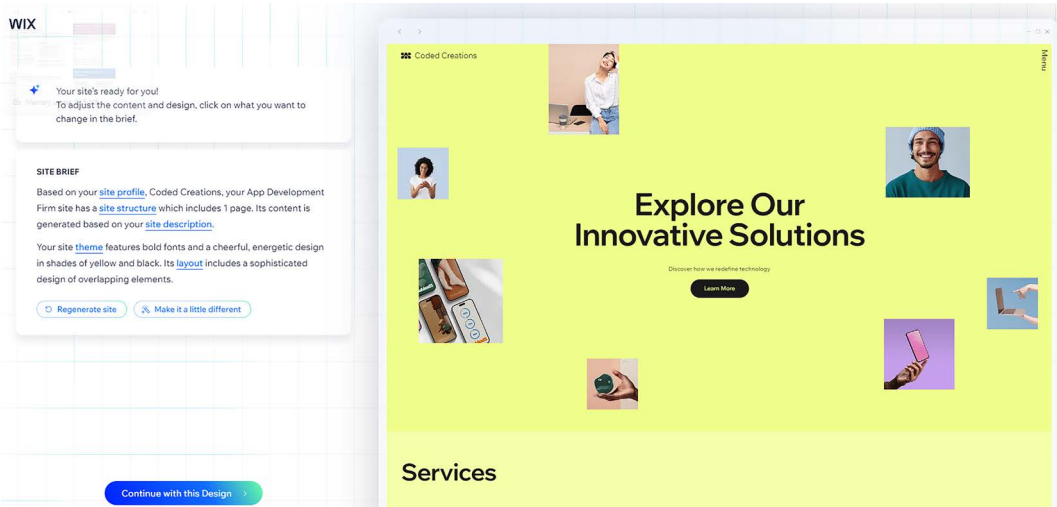 WIX
Your site's ready for you!
To adjust the content and design, click on what you want to
change in the brief.
SITE BRIEF
Based on your site profile, Coded Creations, your App Development
Firm site has a site structure which includes 1 page. Its content is
generated based on your site description.
Your site theme features bold fonts and a cheerful, energetic design
in shades of yellow and black. Its layout includes a sophisticated
design of overlapping elements.
Regenerate site
Make it a little different
Continue with this Design
Coded Creations
Menu
Explore Our
Innovative Solutions
Discover how we redefine technology
Learn More
Services